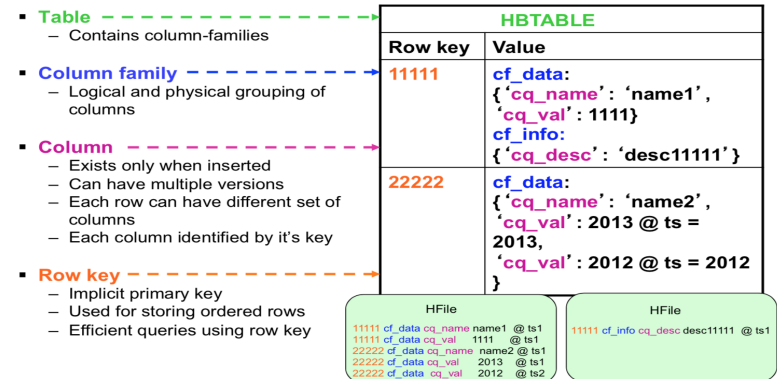 ▪ Table
– Contains column-families
▪ Column family
– Logical and physical grouping of
columns
▪ Column
– Exists only when inserted
– Can have multiple versions
– Each row can have different set of
columns
– Each column identified by it's key
▪ Row key
– Implicit primary key
– Used for storing ordered rows
– Efficient queries using row key
HBTABLE
Row key Value
11111 cf_data:
{‘cq_name’: ‘name1’,
‘cq_val’: 1111}
cf_info:
{‘cq_desc’: ‘desc11111’}
22222 cf_data:
{‘cq_name’: ‘name2’,
‘cq_val’: 2013 @ ts =
2013,
‘cq_val’: 2012 @ ts = 2012
}
HFile
11111 cf_data cq_name name1 @ ts1
11111 cf_data cq_val 1111 @ ts1
22222 cf_data cq_name name2 @ ts1
22222 cf_data cq_val 2013 @ ts1
22222 cf_data cq_val 2012 @ ts2
HFile
11111 cf_info cq_desc desc11111 @ ts1